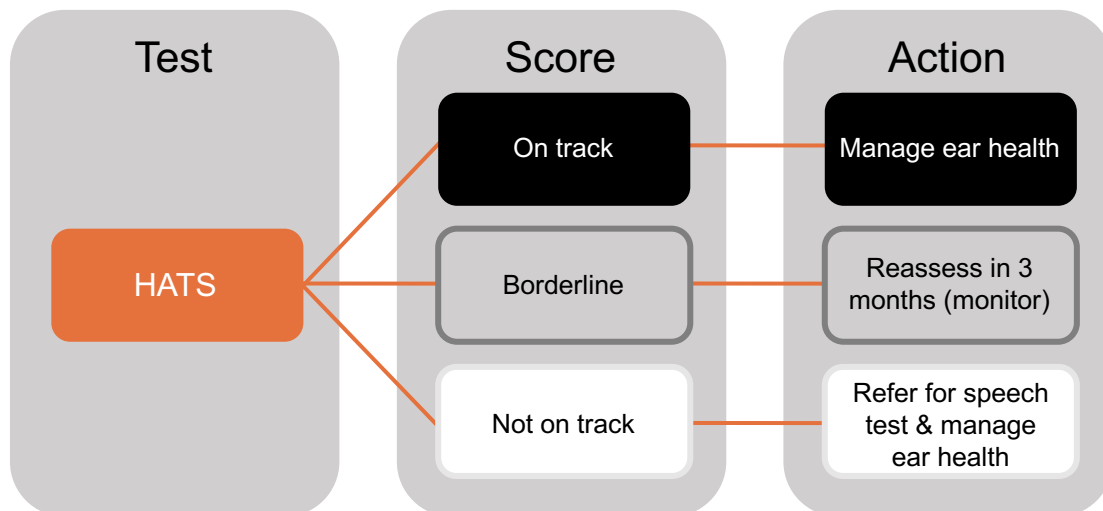 Test
Score
Action
HATS
On track
Manage ear health
Borderline
Reassess in 3
months (monitor)
Not on track
Refer for speech
test & manage
ear health